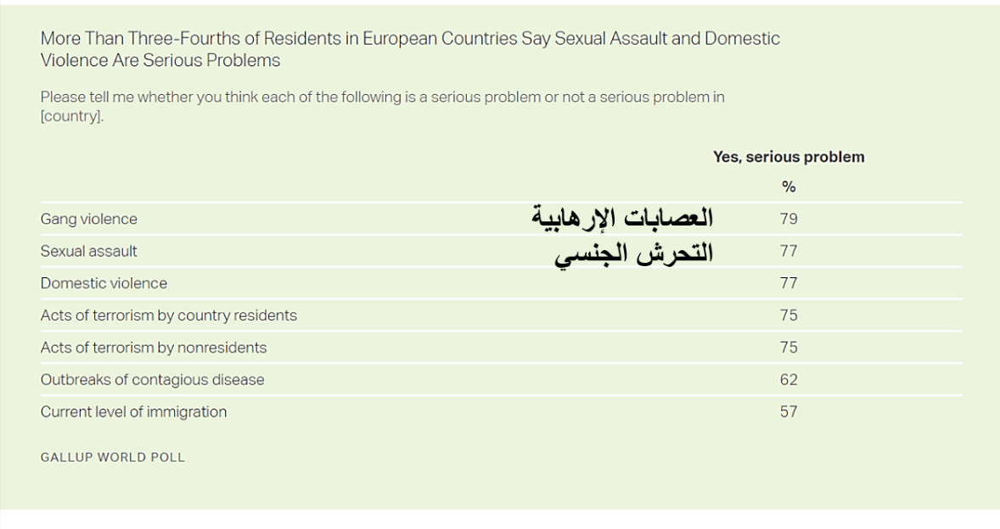 More Than Three-Fourths of Residents in European Countries Say Sexual Assault and Domestic
Violence Are Serious Problems
Please tell me whether you think each of the following is a serious problem or not a serious problem in
[country].
Yes, serious problem
%
Gang violence العصابات الإرهابية 79
Sexual assault التحرش الجنسي 77
Domestic violence 77
Acts of terrorism by country residents 75
Acts of terrorism by nonresidents 75
Outbreaks of contagious disease 62
Current level of immigration 57
GALLUP WORLD POLL